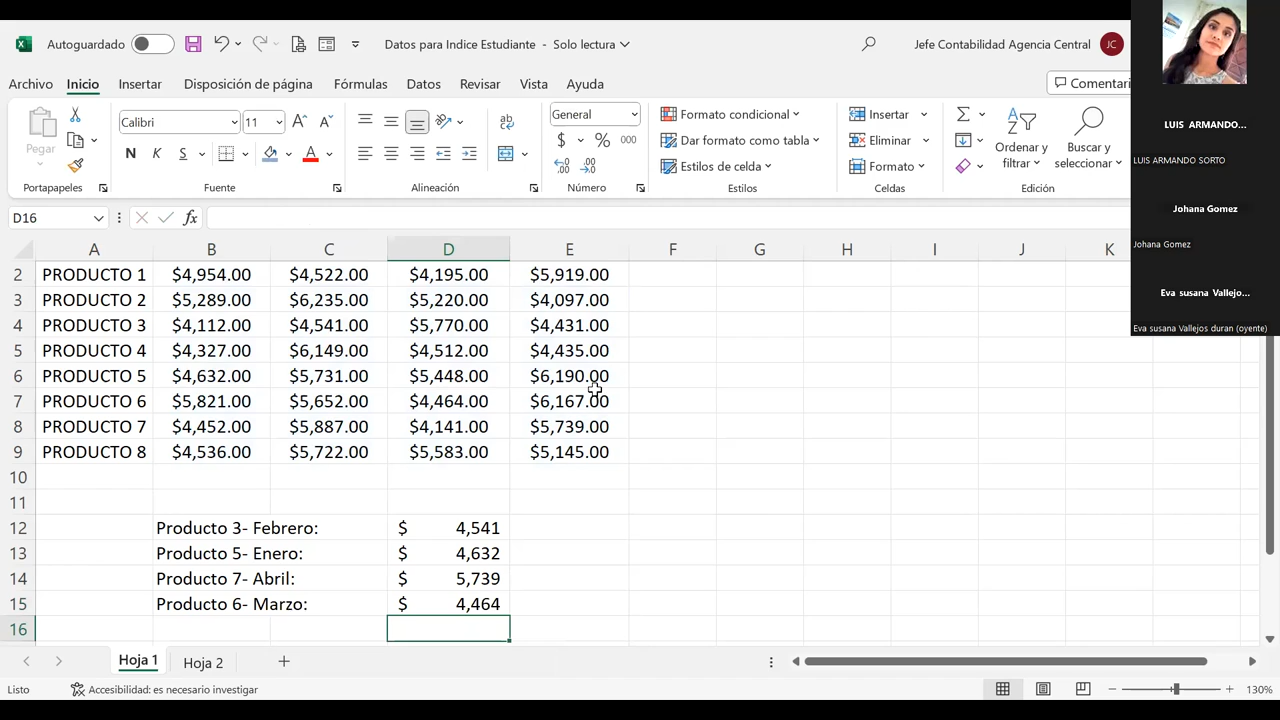 Autoguardado
Datos para Indice Estudiante - Solo lectura
Jefe Contabilidad Agencia Central
JC
Archivo Inicio Insertar Disposición de página Fórmulas Datos Revisar Vista Ayuda
Comentari
Pegar
Calibri 11
N K S
General
$ % 000
Formato condicional
Dar formato como tabla
Estilos de celda
Insertar
Eliminar
Formato
Ordenar y filtrar
Buscar y seleccionar
Portapapeles Fuente Alineación Número Estilos Celdas Edición
D16
fx
A B C D E F G H I J K
2 PRODUCTO 1 $4,954.00 $4,522.00 $4,195.00 $5,919.00
3 PRODUCTO 2 $5,289.00 $6,235.00 $5,220.00 $4,097.00
4 PRODUCTO 3 $4,112.00 $4,541.00 $5,770.00 $4,431.00
5 PRODUCTO 4 $4,327.00 $6,149.00 $4,512.00 $4,435.00
6 PRODUCTO 5 $4,632.00 $5,731.00 $5,448.00 $6,190.00
7 PRODUCTO 6 $5,821.00 $5,652.00 $4,464.00 $6,167.00
8 PRODUCTO 7 $4,452.00 $5,887.00 $4,141.00 $5,739.00
9 PRODUCTO 8 $4,536.00 $5,722.00 $5,583.00 $5,145.00
10
11
12 Producto 3- Febrero: $ 4,541
13 Producto 5- Enero: $ 4,632
14 Producto 7- Abril: $ 5,739
15 Producto 6- Marzo: $ 4,464
16
Hoja 1 Hoja 2
Listo
Accesibilidad: es necesario investigar
130%
LUIS ARMANDO...
LUIS ARMANDO SORTO
Johana Gomez
Johana Gomez
Eva susana Vallejo...
Eva susana Vallejos duran (oyente)